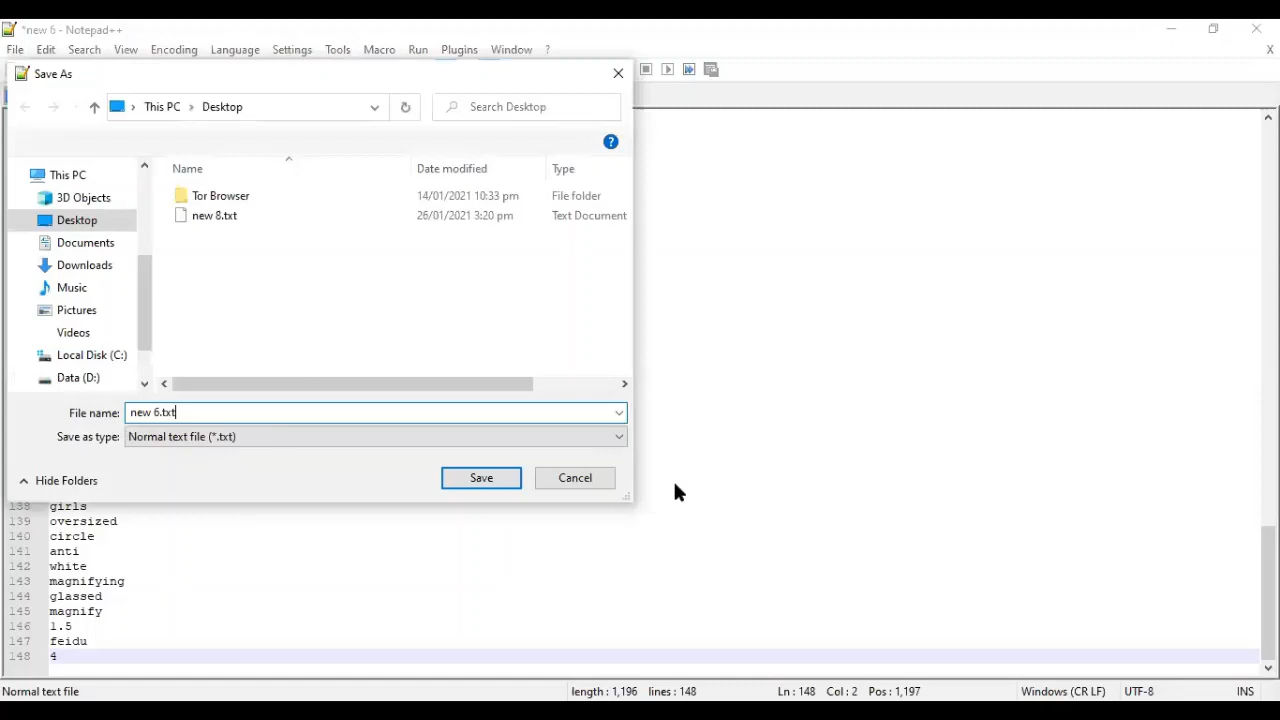 *new 6 - Notepad++
File Edit Search View Encoding Language Settings Tools Macro Run Plugins Window ? X
Save As
This PC > Desktop
Search Desktop
Name Date modified Type
This PC
3D Objects
Desktop
Documents
Downloads
Music
Pictures
Videos
Local Disk (C:)
Data (D:)
Tor Browser 14/01/2021 10:33 pm File folder
new 8.txt 26/01/2021 3:20 pm Text Document
File name: new 6.txt
Save as type: Normal text file (*.txt)
Hide Folders
Save Cancel
138 girls
139 oversized
140 circle
141 anti
142 white
143 magnifying
144 glassed
145 magnify
146 1.5
147 feidu
148 4
Normal text file length : 1,196 lines : 148 Ln : 148 Col : 2 Pos : 1,197 Windows (CR LF) UTF-8 INS